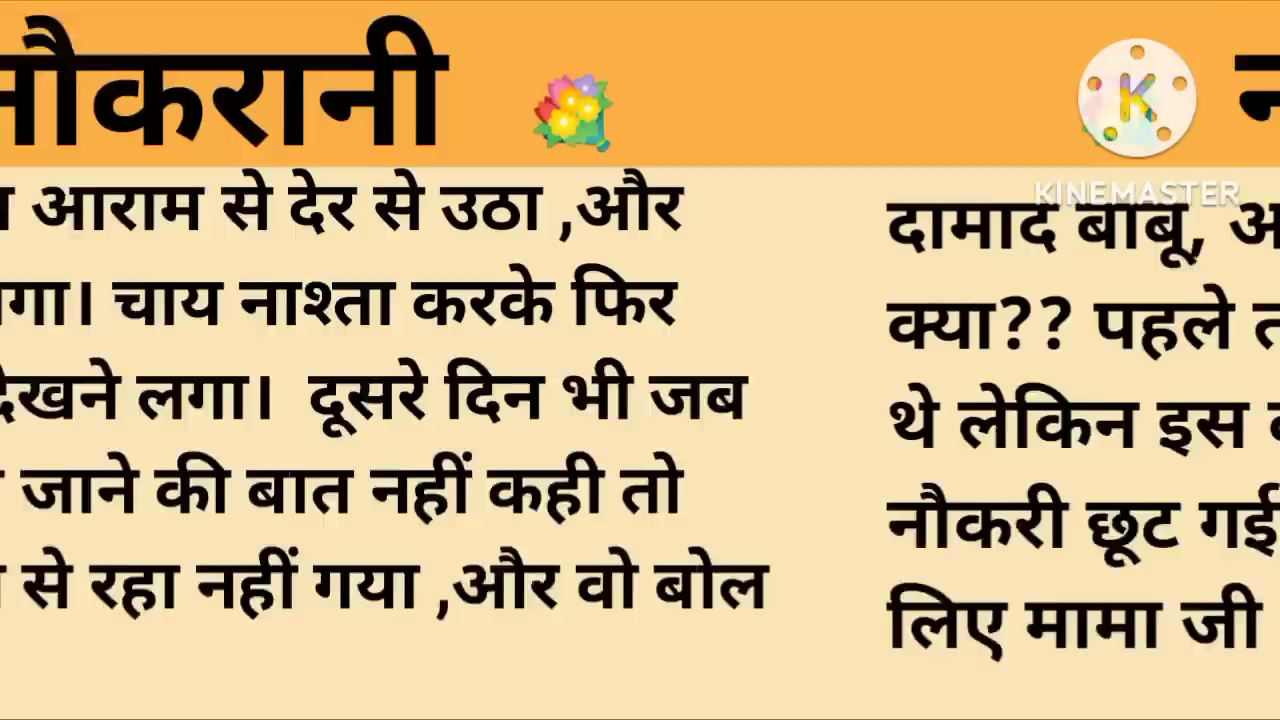 नौकरानी
आराम से देर से उठा ,और
चाय नाश्ता करके फिर
देखने लगा। दूसरे दिन भी जब
जाने की बात नहीं कही तो
से रहा नहीं गया ,और वो बोल
KINEMASTER
दामाद बाबू,
क्या?? पहले
थे लेकिन इस
नौकरी छूट गई
लिए मामा जी